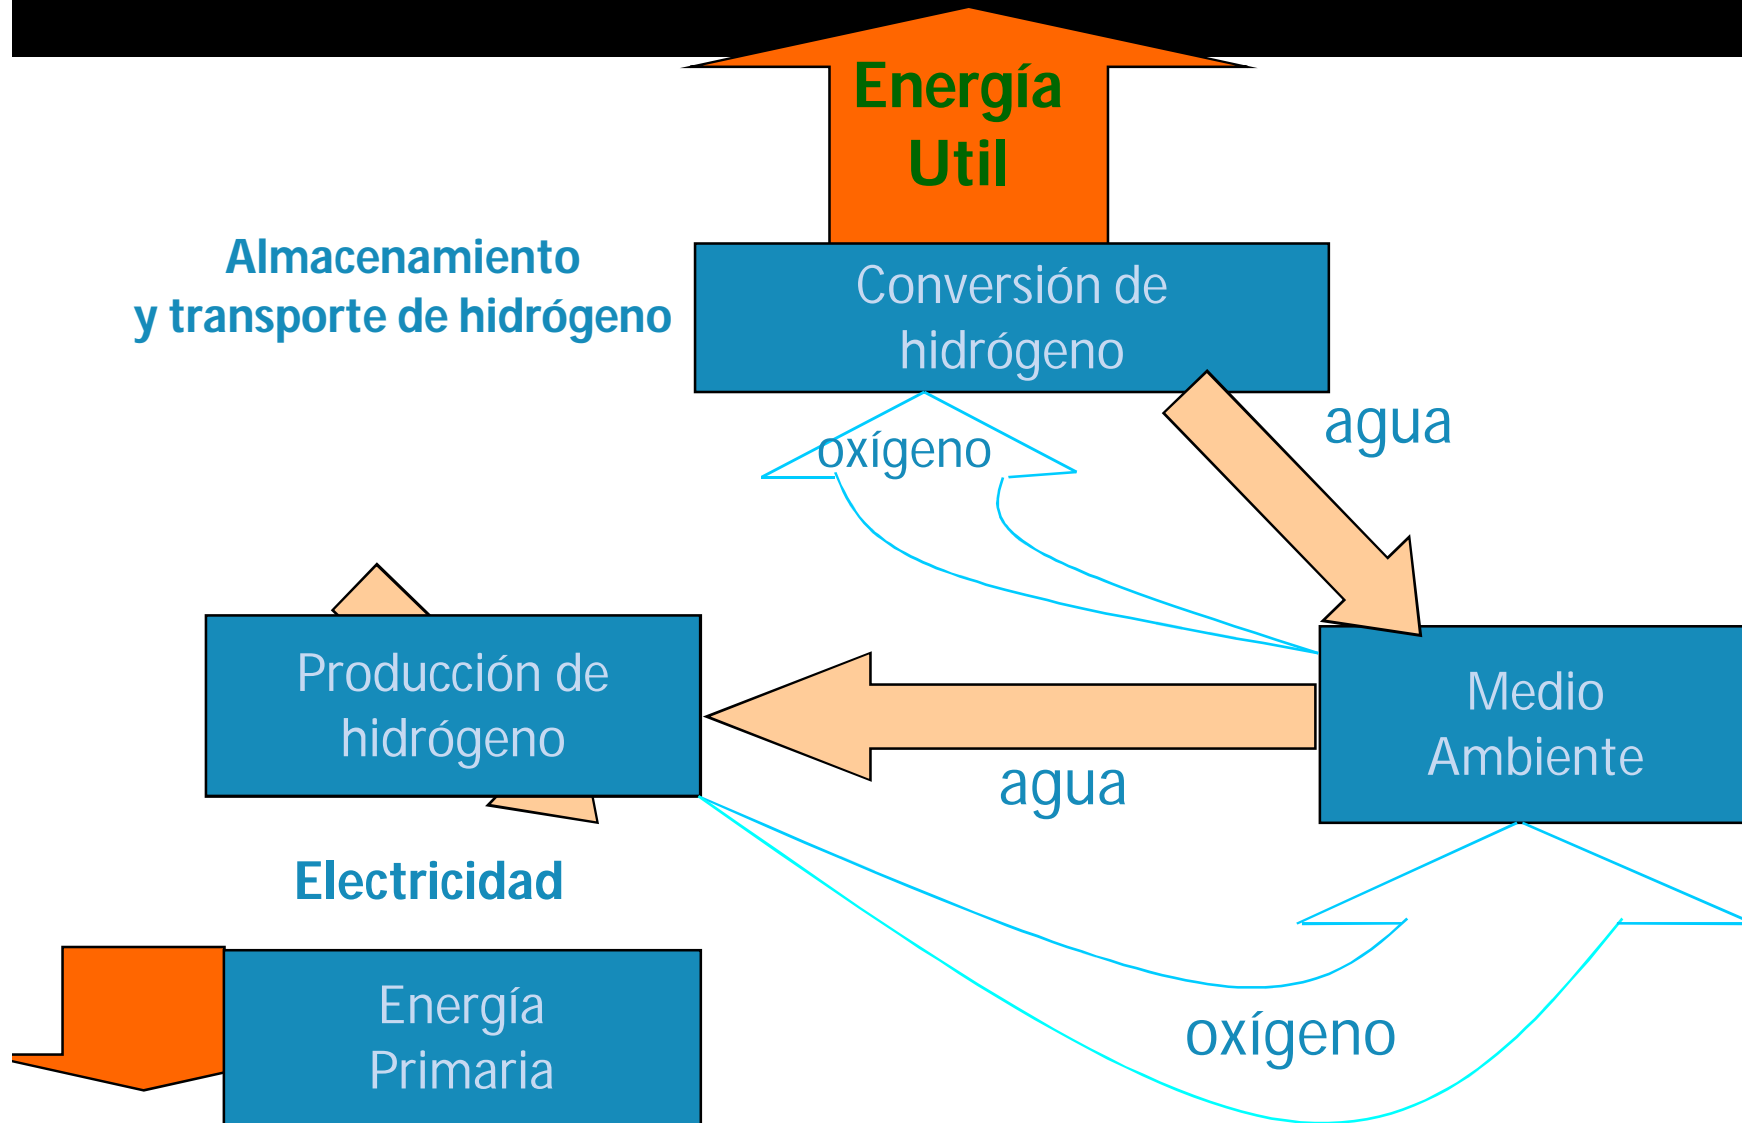 Energía
Util
Almacenamiento
y transporte de hidrógeno
Conversión de
hidrógeno
agua
oxígeno
Producción de
hidrógeno
Medio
Ambiente
agua
Electricidad
Energía
Primaria
oxígeno